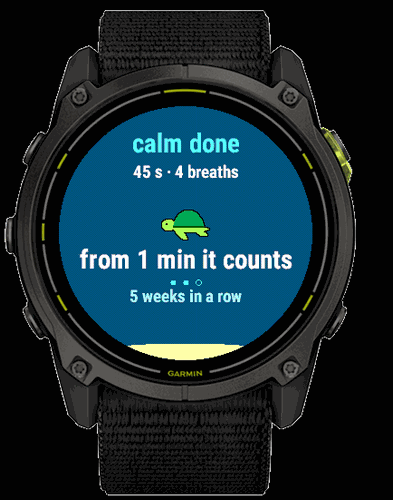 calm done
45 s · 4 breaths
from 1 min it counts
5 weeks in a row
GARMIN